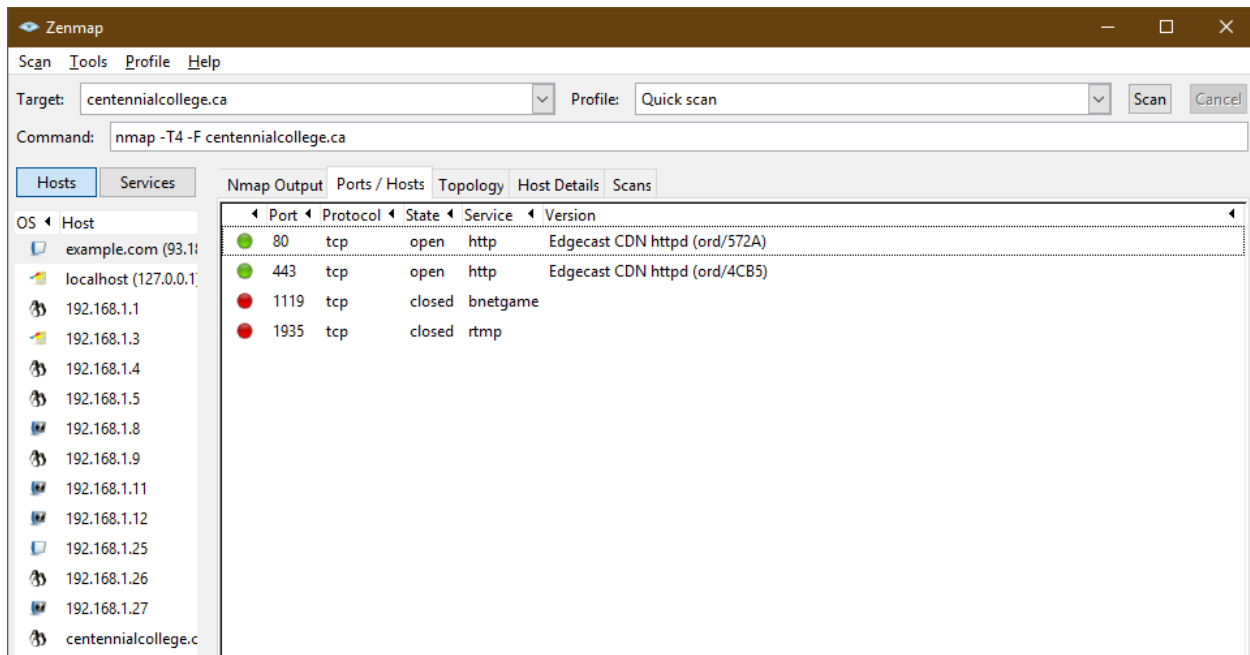 Zenmap
Scan Tools Profile Help
Target: centennialcollege.ca Profile: Quick scan Scan Cancel
Command: nmap -T4 -F centennialcollege.ca
Hosts Services Nmap Output Ports / Hosts Topology Host Details Scans
OS Host Port Protocol State Service Version
example.com (93.18 80 tcp open http Edgecast CDN httpd (ord/572A)
localhost (127.0.0.1) 443 tcp open http Edgecast CDN httpd (ord/4CB5)
192.168.1.1 1119 tcp closed bnetgame
192.168.1.3 1935 tcp closed rtmp
192.168.1.4
192.168.1.5
192.168.1.8
192.168.1.9
192.168.1.11
192.168.1.12
192.168.1.25
192.168.1.26
192.168.1.27
centennialcollege.c